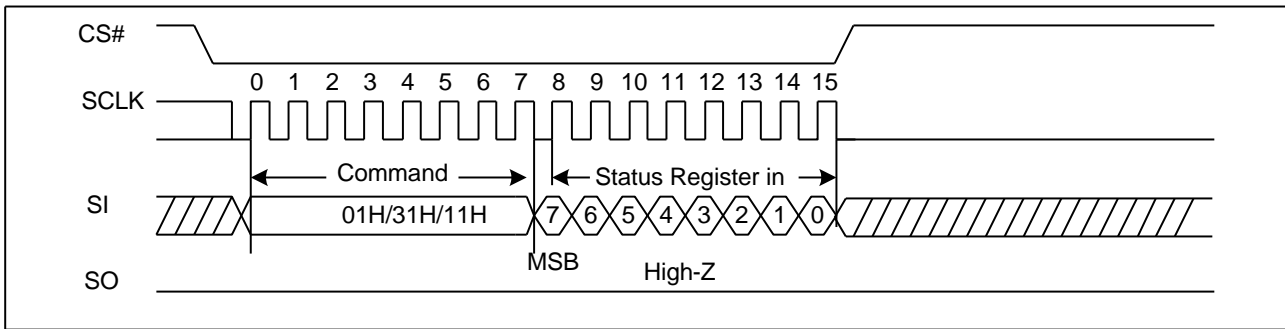 CS#
0 1 2 3 4 5 6 7 8 9 10 11 12 13 14 15
SCLK
Command Status Register in
SI 01H/31H/11H 7 6 5 4 3 2 1 0
MSB High-Z
SO